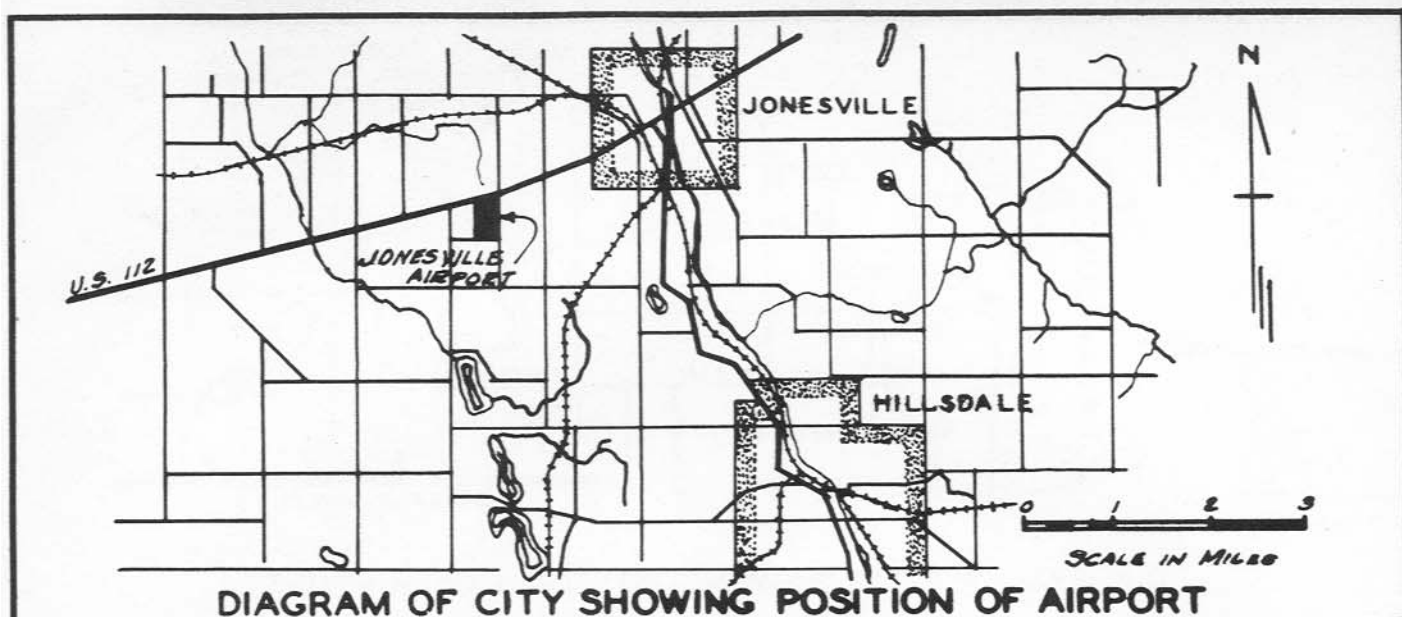 N
JONESVILLE
JONESVILLE
AIRPORT
U.S. 112
HILLSDALE
0 1 2 3
SCALE IN MILES
DIAGRAM OF CITY SHOWING POSITION OF AIRPORT